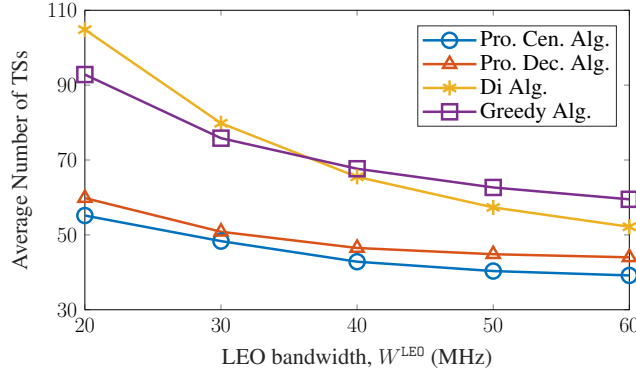 110
90
70
50
30
Average Number of TSs
Pro. Cen. Alg.
Pro. Dec. Alg.
Di Alg.
Greedy Alg.
20 30 40 50 60
LEO bandwidth, W^LEO (MHz)